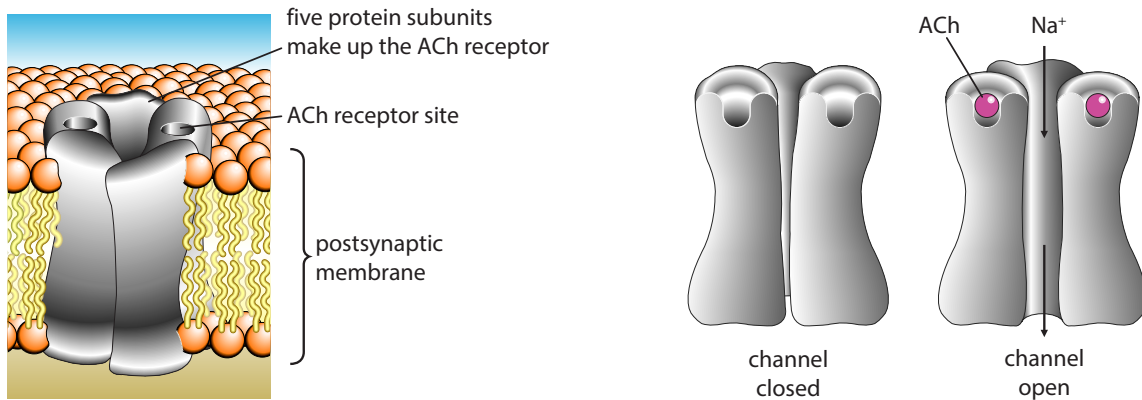 five protein subunits
make up the ACh receptor
ACh receptor site
postsynaptic
membrane
ACh
Na⁺
channel
closed
channel
open